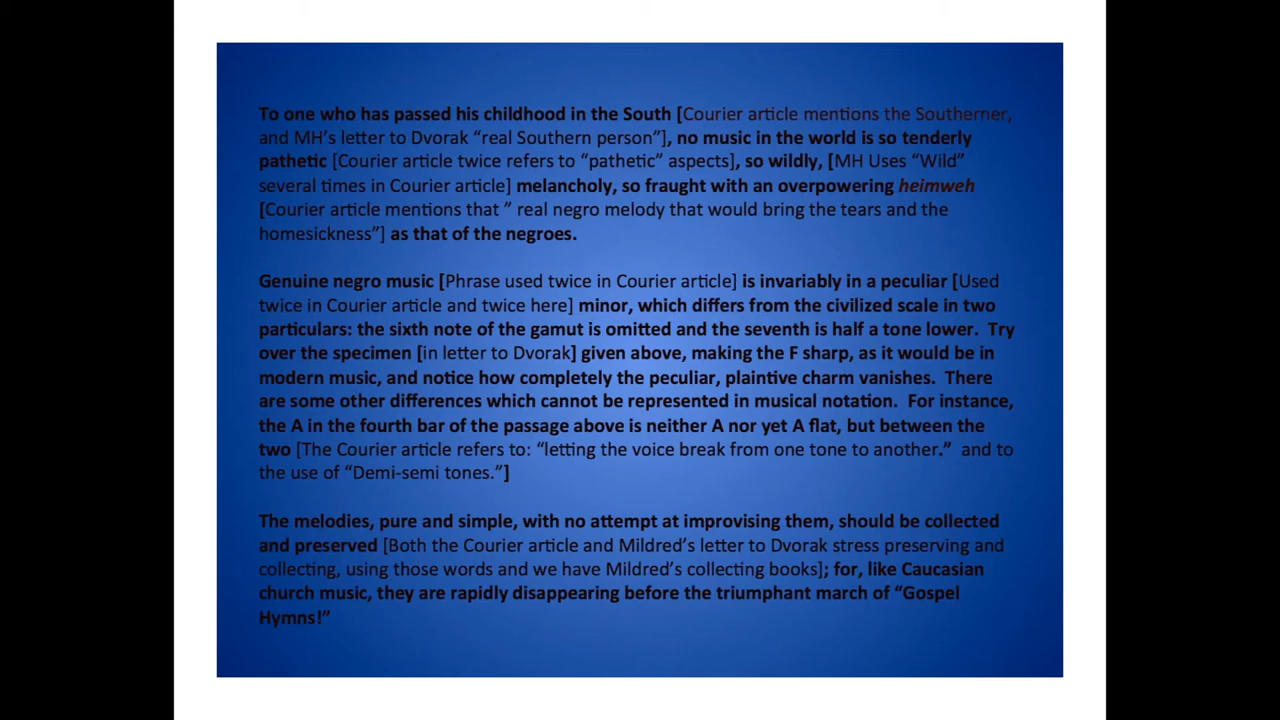 To one who has passed his childhood in the South [Courier article mentions the Southerner,
and MH’s letter to Dvorak “real Southern person”], no music in the world is so tenderly
pathetic [Courier article twice refers to “pathetic” aspects], so wildly, [MH Uses “Wild”
several times in Courier article] melancholy, so fraught with an overpowering heimweh
[Courier article mentions that ” real negro melody that would bring the tears and the
homesickness”] as that of the negroes.
Genuine negro music [Phrase used twice in Courier article] is invariably in a peculiar [Used
twice in Courier article and twice here] minor, which differs from the civilized scale in two
particulars: the sixth note of the gamut is omitted and the seventh is half a tone lower. Try
over the specimen [in letter to Dvorak] given above, making the F sharp, as it would be in
modern music, and notice how completely the peculiar, plaintive charm vanishes. There
are some other differences which cannot be represented in musical notation. For instance,
the A in the fourth bar of the passage above is neither A nor yet A flat, but between the
two [The Courier article refers to: “letting the voice break from one tone to another.” and to
the use of “Demi-semi tones.”]
The melodies, pure and simple, with no attempt at improvising them, should be collected
and preserved [Both the Courier article and Mildred’s letter to Dvorak stress preserving and
collecting, using those words and we have Mildred’s collecting books]; for, like Caucasian
church music, they are rapidly disappearing before the triumphant march of “Gospel
Hymns!”